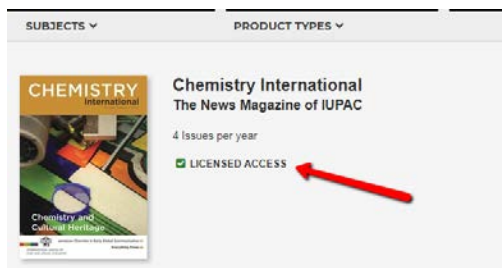 SUBJECTS
PRODUCT TYPES
CHEMISTRY
International
Chemistry and
Cultural Heritage
Chemistry International
The News Magazine of IUPAC
4 Issues per year
LICENSED ACCESS